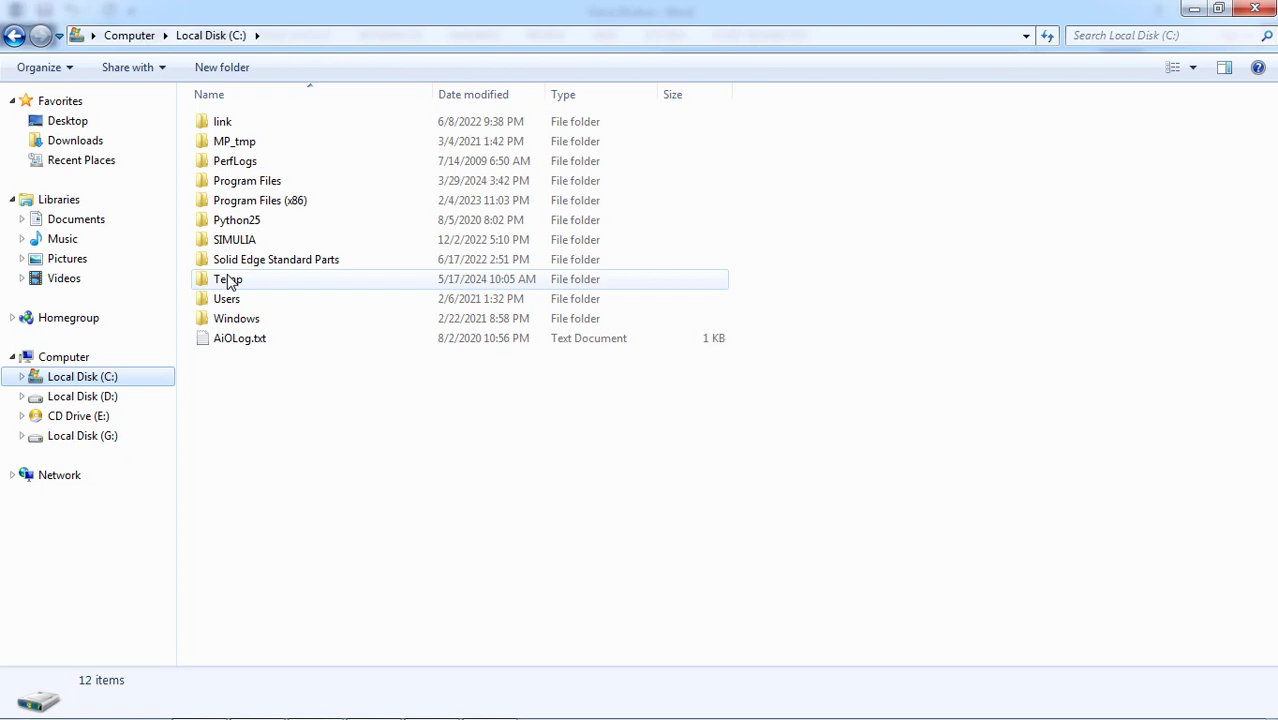 Computer Local Disk (C:) Search Local Disk (C:)
Organize Share with New folder
Name Date modified Type Size
Favorites
Desktop
Downloads
Recent Places
Libraries
Documents
Music
Pictures
Videos
Homegroup
Computer
Local Disk (C:)
Local Disk (D:)
CD Drive (E:)
Local Disk (G:)
Network
link 6/8/2022 9:38 PM File folder
MP_tmp 3/4/2021 1:42 PM File folder
PerfLogs 7/14/2009 6:50 AM File folder
Program Files 3/29/2024 3:42 PM File folder
Program Files (x86) 2/4/2023 11:03 PM File folder
Python25 8/5/2020 8:02 PM File folder
SIMULIA 12/2/2022 5:10 PM File folder
Solid Edge Standard Parts 6/17/2022 2:51 PM File folder
Temp 5/17/2024 10:05 AM File folder
Users 2/6/2021 1:32 PM File folder
Windows 2/22/2021 8:58 PM File folder
AiOLog.txt 8/2/2020 10:56 PM Text Document 1 KB
12 items